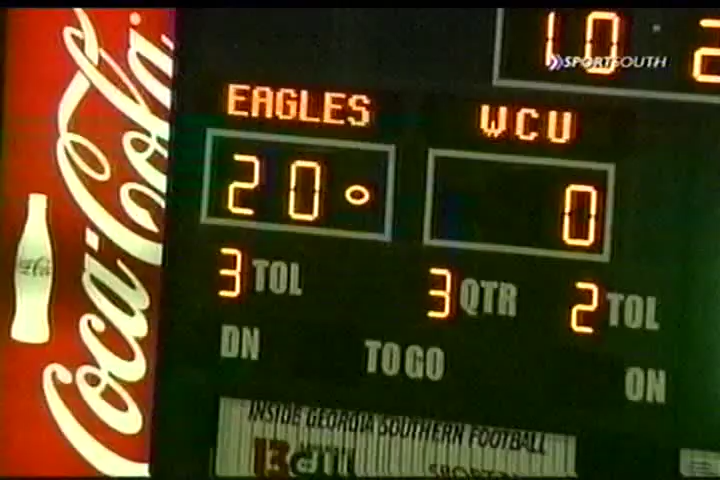 10 2
SPORTSOUTH
EAGLES WCU
20 0
3 TOL 3 QTR 2 TOL
DN TO GO ON
INSIDE GEORGIA SOUTHERN FOOTBALL
Coca-Cola